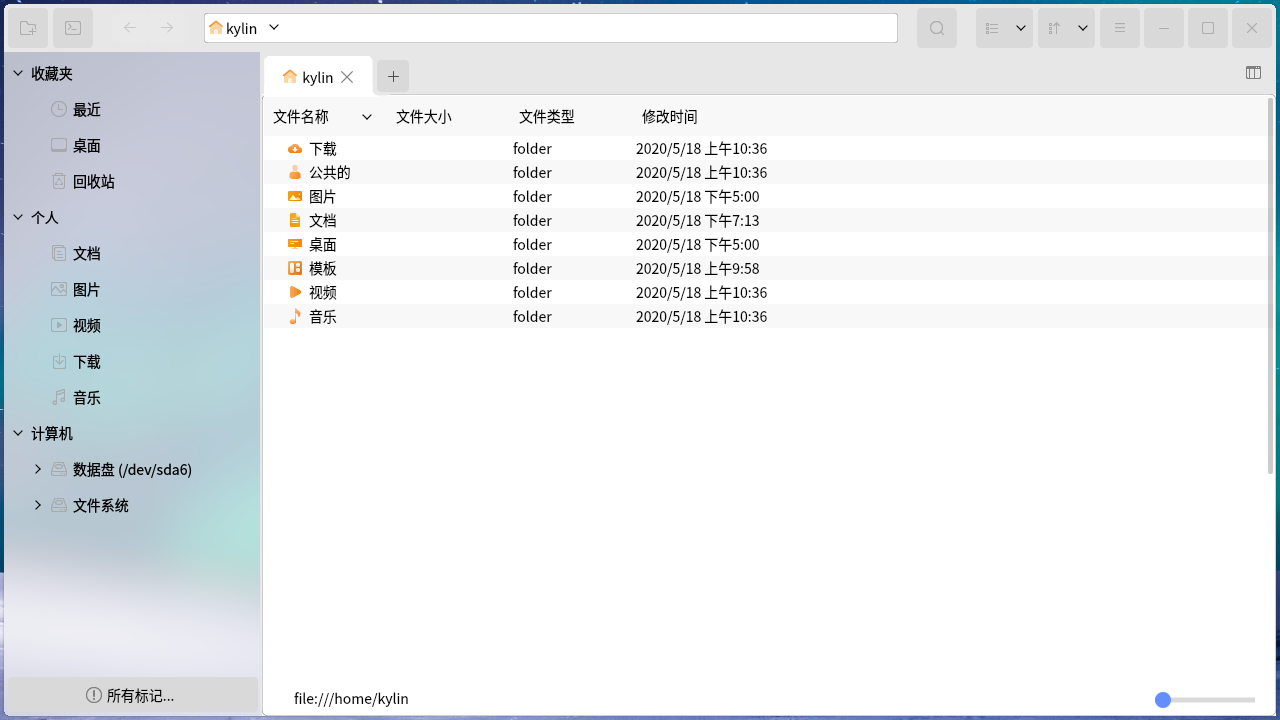 kylin
kylin
收藏夹
最近
桌面
回收站
个人
文档
图片
视频
下载
音乐
计算机
数据盘 (/dev/sda6)
文件系统
所有标记...
文件名称 文件大小 文件类型 修改时间
下载 folder 2020/5/18 上午10:36
公共的 folder 2020/5/18 上午10:36
图片 folder 2020/5/18 下午5:00
文档 folder 2020/5/18 下午7:13
桌面 folder 2020/5/18 下午5:00
模板 folder 2020/5/18 上午9:58
视频 folder 2020/5/18 上午10:36
音乐 folder 2020/5/18 上午10:36
file:///home/kylin